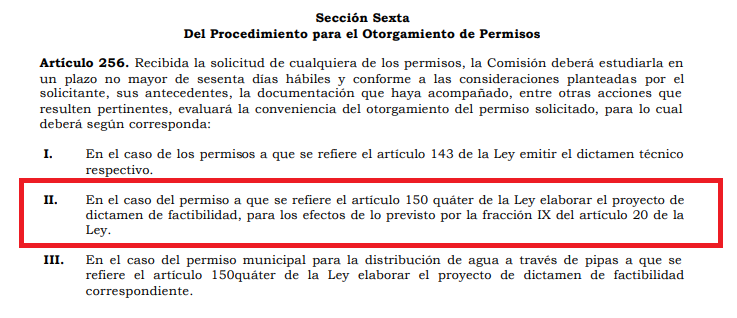 Sección Sexta
Del Procedimiento para el Otorgamiento de Permisos
Artículo 256. Recibida la solicitud de cualquiera de los permisos, la Comisión deberá estudiarla en
un plazo no mayor de sesenta días hábiles y conforme a las consideraciones planteadas por el
solicitante, sus antecedentes, la documentación que haya acompañado, entre otras acciones que
resulten pertinentes, evaluará la conveniencia del otorgamiento del permiso solicitado, para lo cual
deberá según corresponda:
I. En el caso de los permisos a que se refiere el artículo 143 de la Ley emitir el dictamen técnico
respectivo.
II. En el caso del permiso a que se refiere el artículo 150 quáter de la Ley elaborar el proyecto de
dictamen de factibilidad, para los efectos de lo previsto por la fracción IX del artículo 20 de la
Ley.
III. En el caso del permiso municipal para la distribución de agua a través de pipas a que se
refiere el artículo 150quáter de la Ley elaborar el proyecto de dictamen de factibilidad
correspondiente.